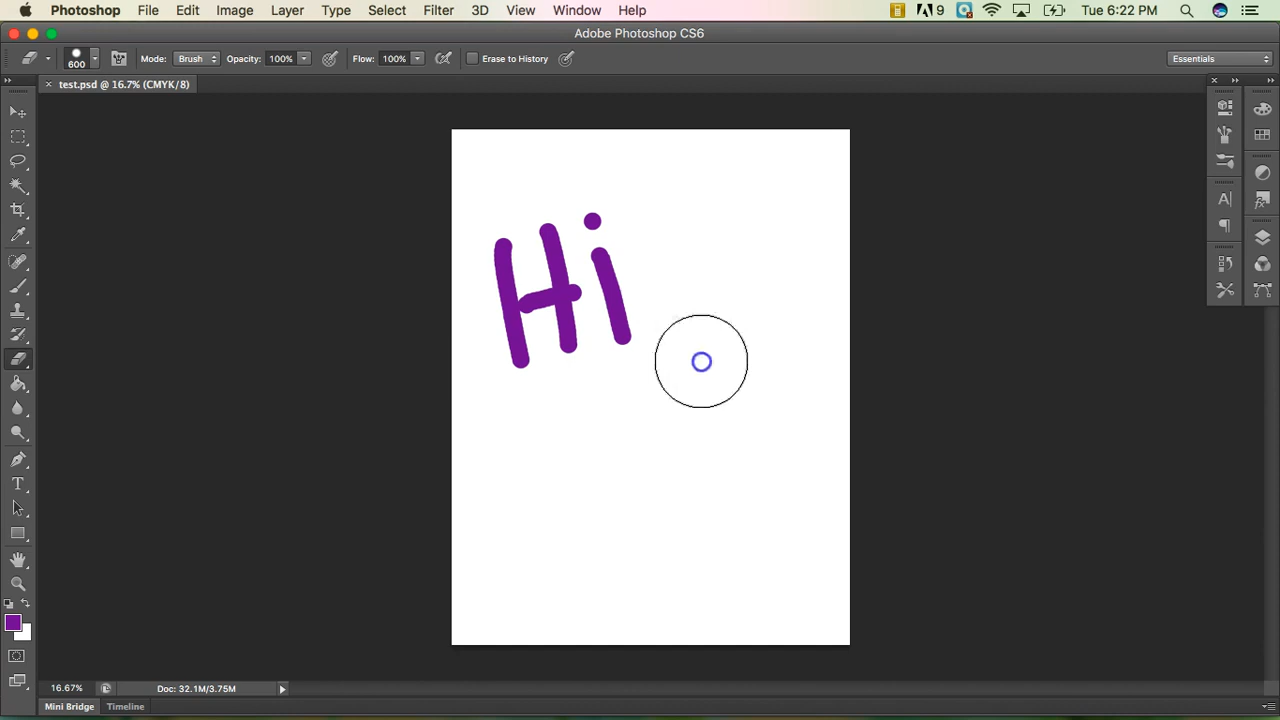 Photoshop File Edit Image Layer Type Select Filter 3D View Window Help 9 Tue 6:22 PM
Adobe Photoshop CS6
600 Mode: Brush Opacity: 100% Flow: 100% Erase to History Essentials
test.psd @ 16.7% (CMYK/8)
Hi
16.67% Doc: 32.1M/3.75M
Mini Bridge Timeline